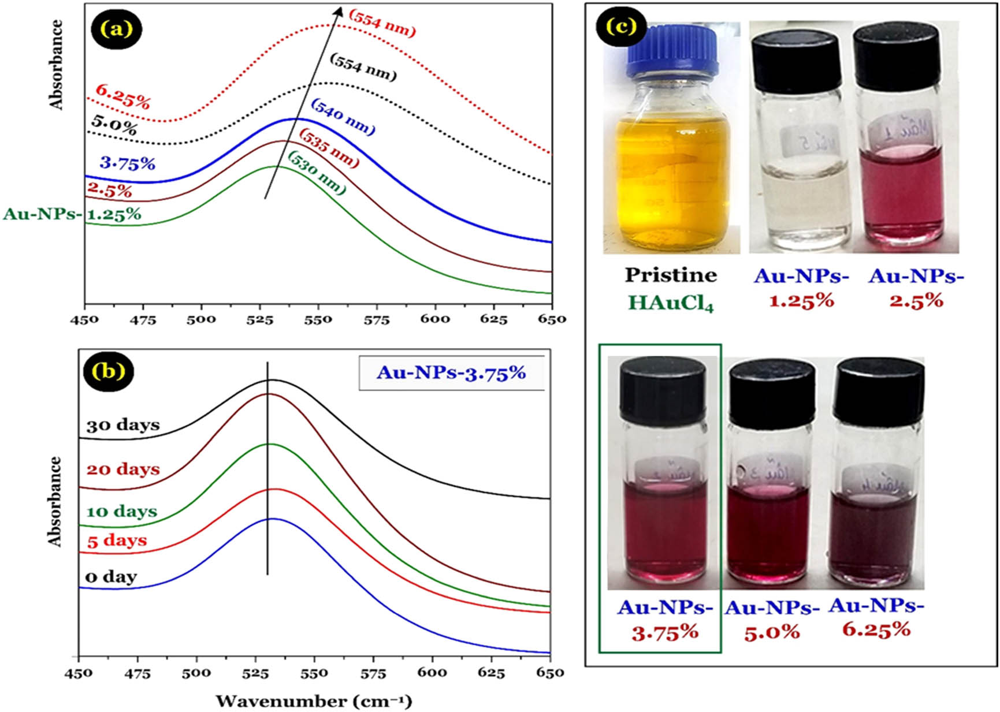 (a)
Absorbance
(554 nm)
(554 nm)
(540 nm)
(535 nm)
(530 nm)
6.25%
5.0%
3.75%
2.5%
Au-NPs- 1.25%
450 475 500 525 550 575 600 625 650
(b)
Au-NPs-3.75%
Absorbance
30 days
20 days
10 days
5 days
0 day
450 475 500 525 550 575 600 625 650
Wavenumber (cm⁻¹)
(c)
Pristine
HAuCl₄
Au-NPs-
1.25%
Au-NPs-
2.5%
Au-NPs-
3.75%
Au-NPs-
5.0%
Au-NPs-
6.25%